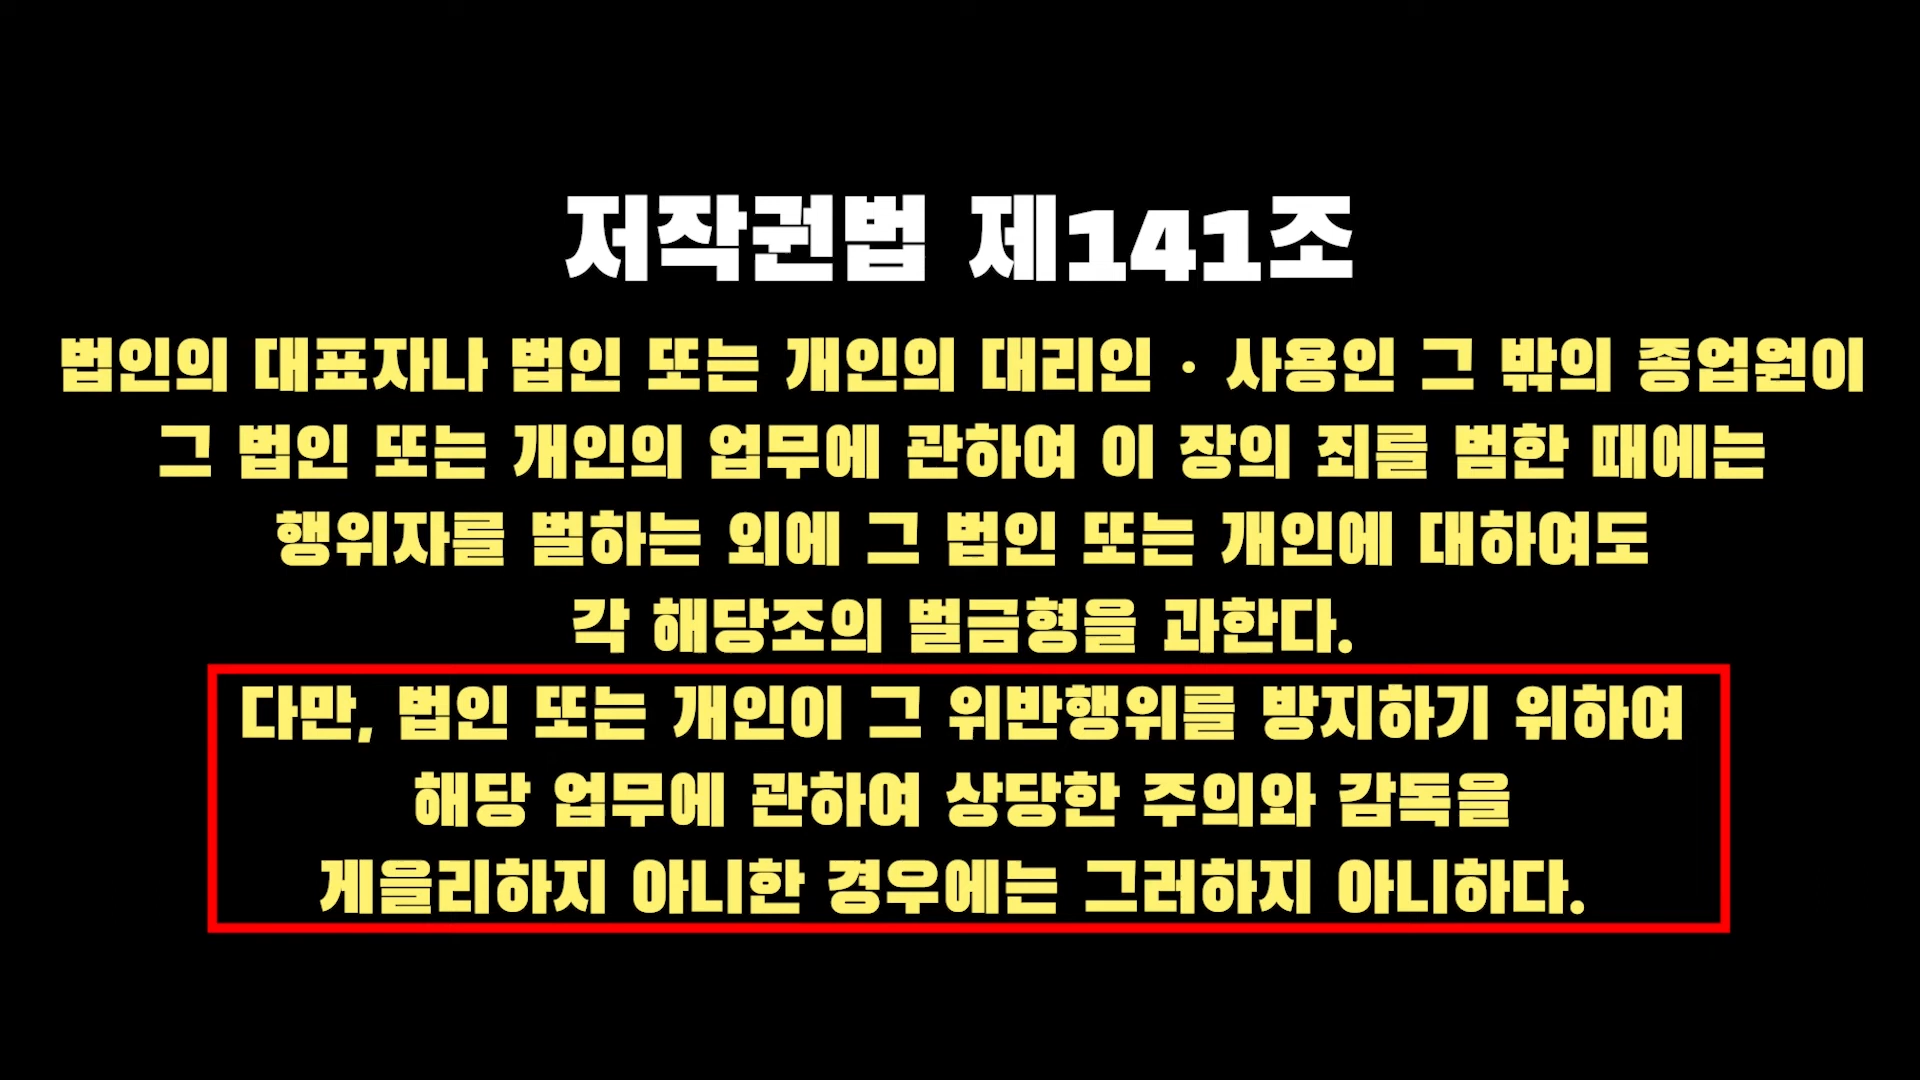 저작권법 제141조
법인의 대표자나 법인 또는 개인의 대리인 · 사용인 그 밖의 종업원이
그 법인 또는 개인의 업무에 관하여 이 장의 죄를 범한 때에는
행위자를 벌하는 외에 그 법인 또는 개인에 대하여도
각 해당조의 벌금형을 과한다.
다만, 법인 또는 개인이 그 위반행위를 방지하기 위하여
해당 업무에 관하여 상당한 주의와 감독을
게을리하지 아니한 경우에는 그러하지 아니하다.